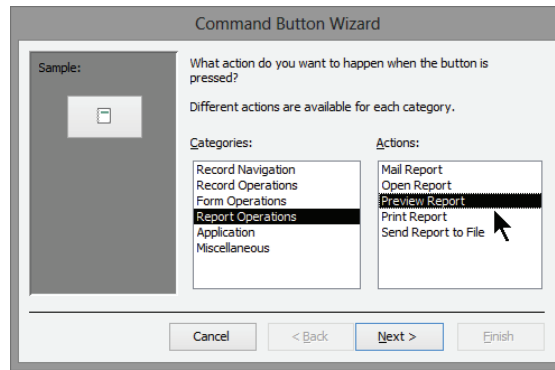 Command Button Wizard
Sample:
What action do you want to happen when the button is
pressed?
Different actions are available for each category.
Categories:
Actions:
Record Navigation
Record Operations
Form Operations
Report Operations
Application
Miscellaneous
Mail Report
Open Report
Preview Report
Print Report
Send Report to File
Cancel
< Back
Next >
Finish